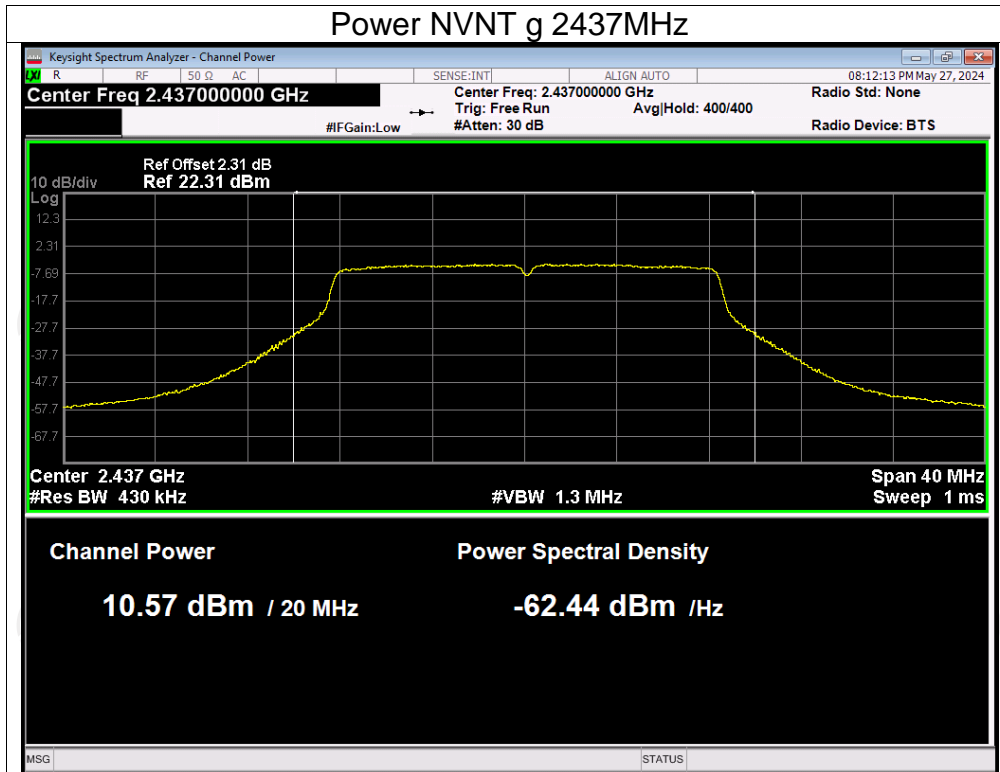 Power NVNT g 2437MHz
Keysight Spectrum Analyzer - Channel Power
LXI R RF 50 Ω AC SENSE:INT ALIGN AUTO 08:12:13 PM May 27, 2024
Center Freq 2.437000000 GHz Center Freq: 2.437000000 GHz Radio Std: None
Trig: Free Run Avg|Hold: 400/400
#IFGain:Low #Atten: 30 dB Radio Device: BTS
Ref Offset 2.31 dB
10 dB/div Ref 22.31 dBm
Log
12.3
2.31
-7.69
-17.7
-27.7
-37.7
-47.7
-57.7
-67.7
Center 2.437 GHz Span 40 MHz
#Res BW 430 kHz #VBW 1.3 MHz Sweep 1 ms
Channel Power Power Spectral Density
10.57 dBm / 20 MHz -62.44 dBm /Hz
MSG STATUS